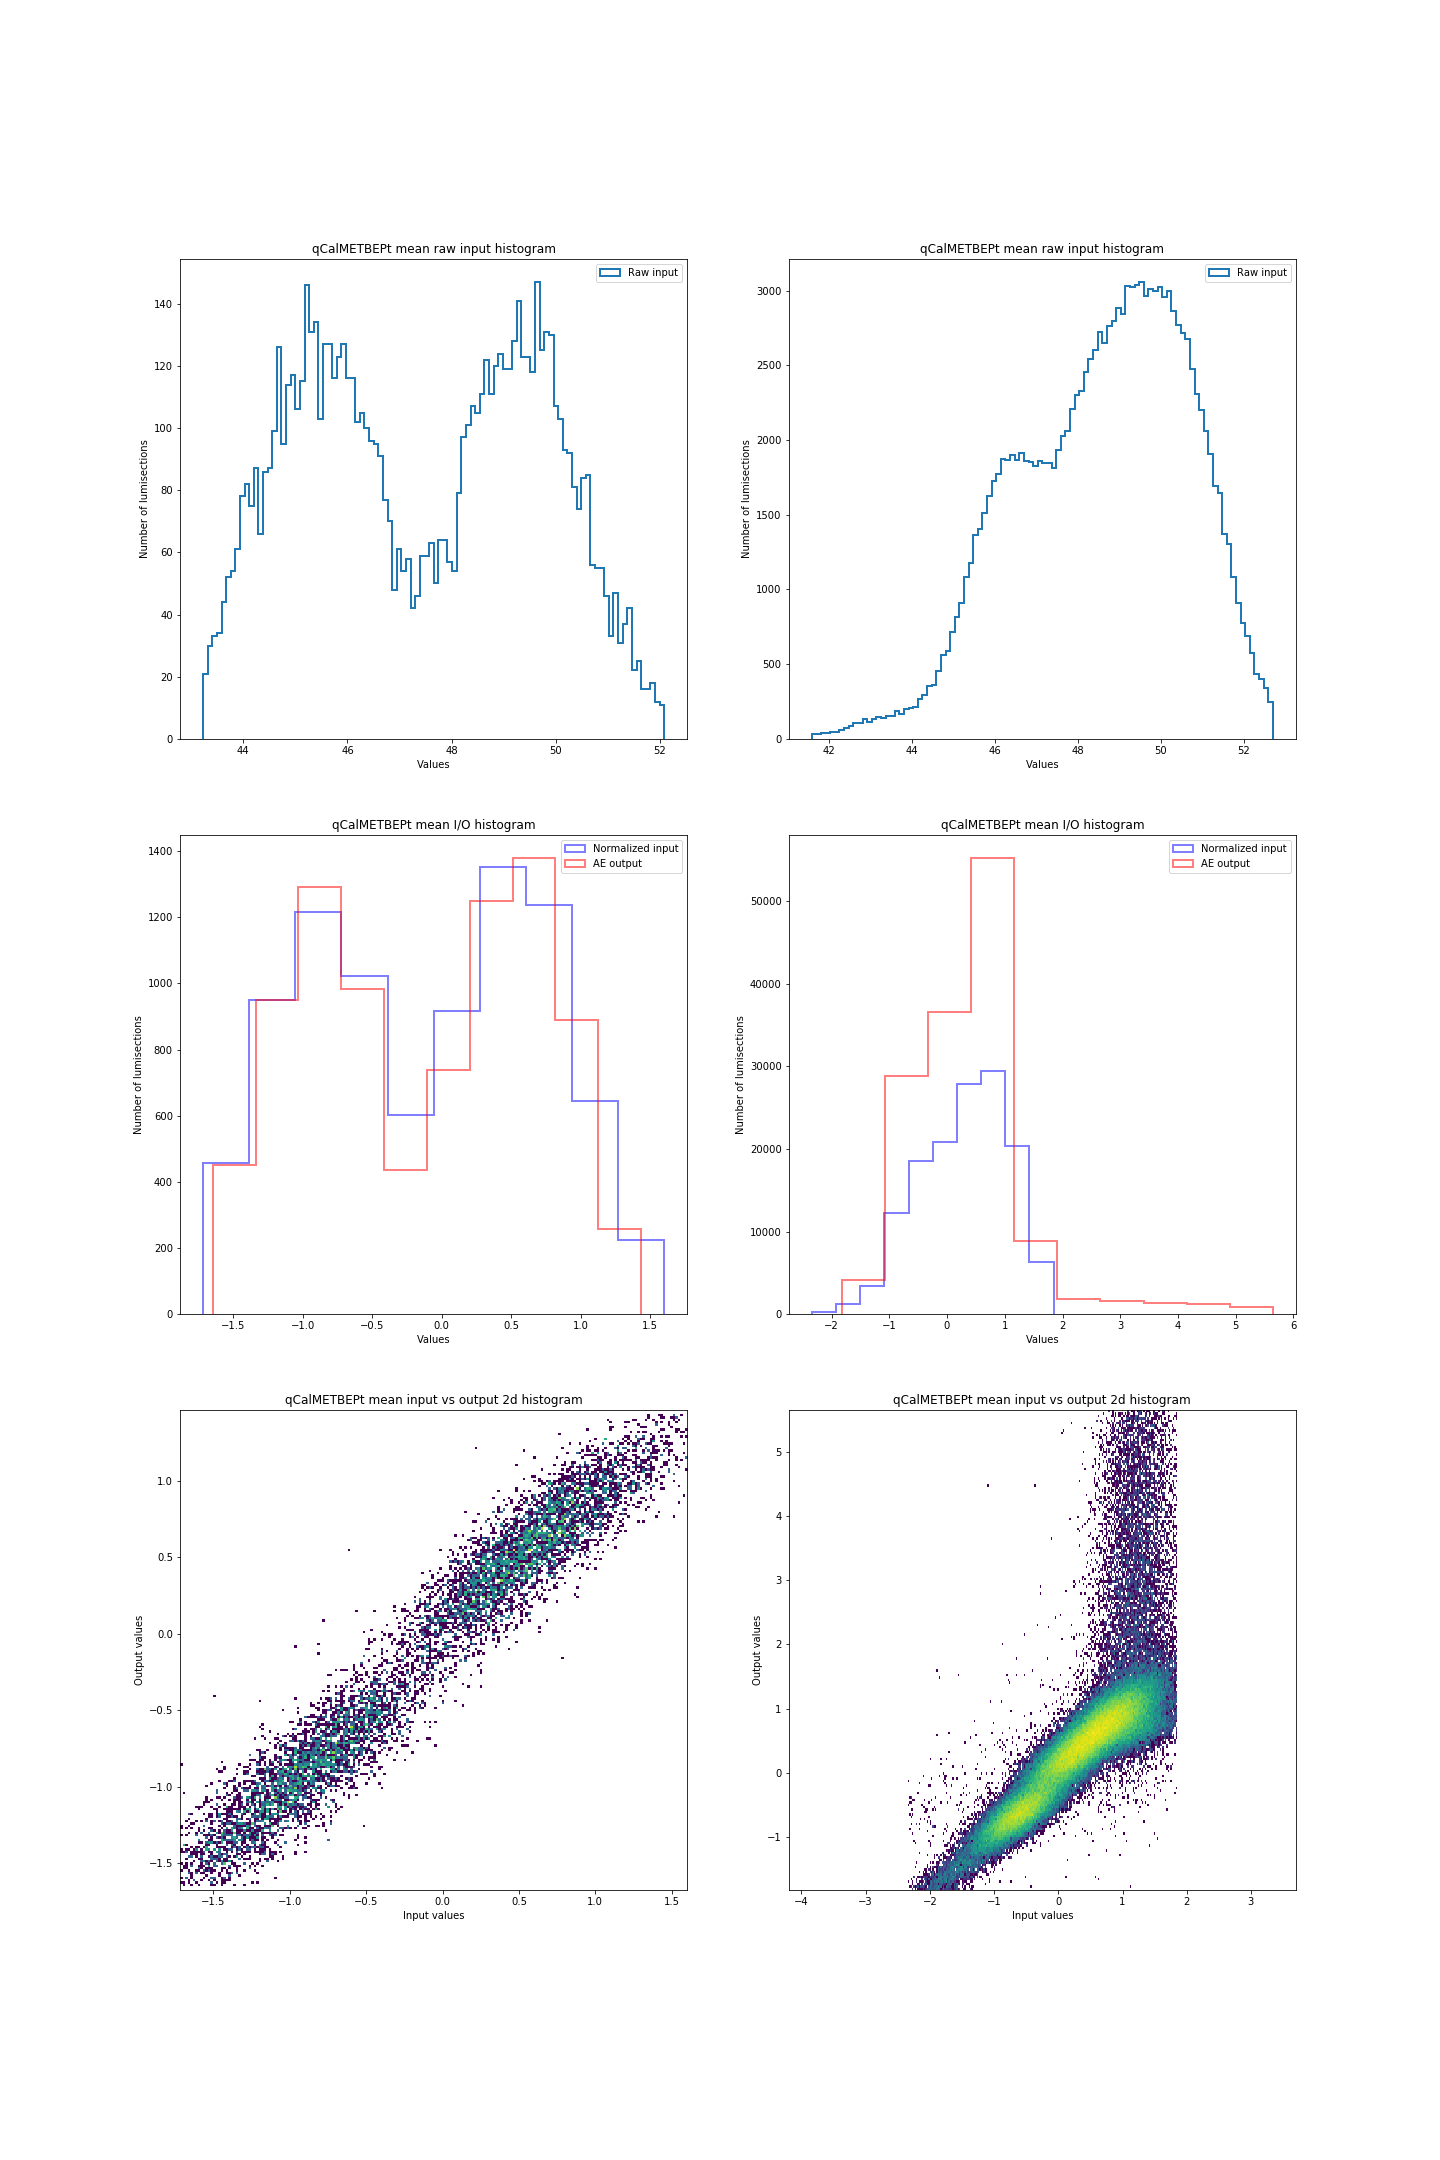 qCalMETBEPt mean raw input histogram
Raw input
Number of lumisections
140
120
100
80
60
40
20
0
44 46 48 50 52
Values
qCalMETBEPt mean raw input histogram
Raw input
Number of lumisections
3000
2500
2000
1500
1000
500
0
42 44 46 48 50 52
Values
qCalMETBEPt mean I/O histogram
Normalized input
AE output
Number of lumisections
1400
1200
1000
800
600
400
200
0
−1.5 −1.0 −0.5 0.0 0.5 1.0 1.5
Values
qCalMETBEPt mean I/O histogram
Normalized input
AE output
Number of lumisections
50000
40000
30000
20000
10000
0
−2 −1 0 1 2 3 4 5 6
Values
qCalMETBEPt mean input vs output 2d histogram
Output values
1.0
0.5
0.0
−0.5
−1.0
−1.5
−1.5 −1.0 −0.5 0.0 0.5 1.0 1.5
Input values
qCalMETBEPt mean input vs output 2d histogram
Output values
5
4
3
2
1
0
−1
−4 −3 −2 −1 0 1 2 3
Input values